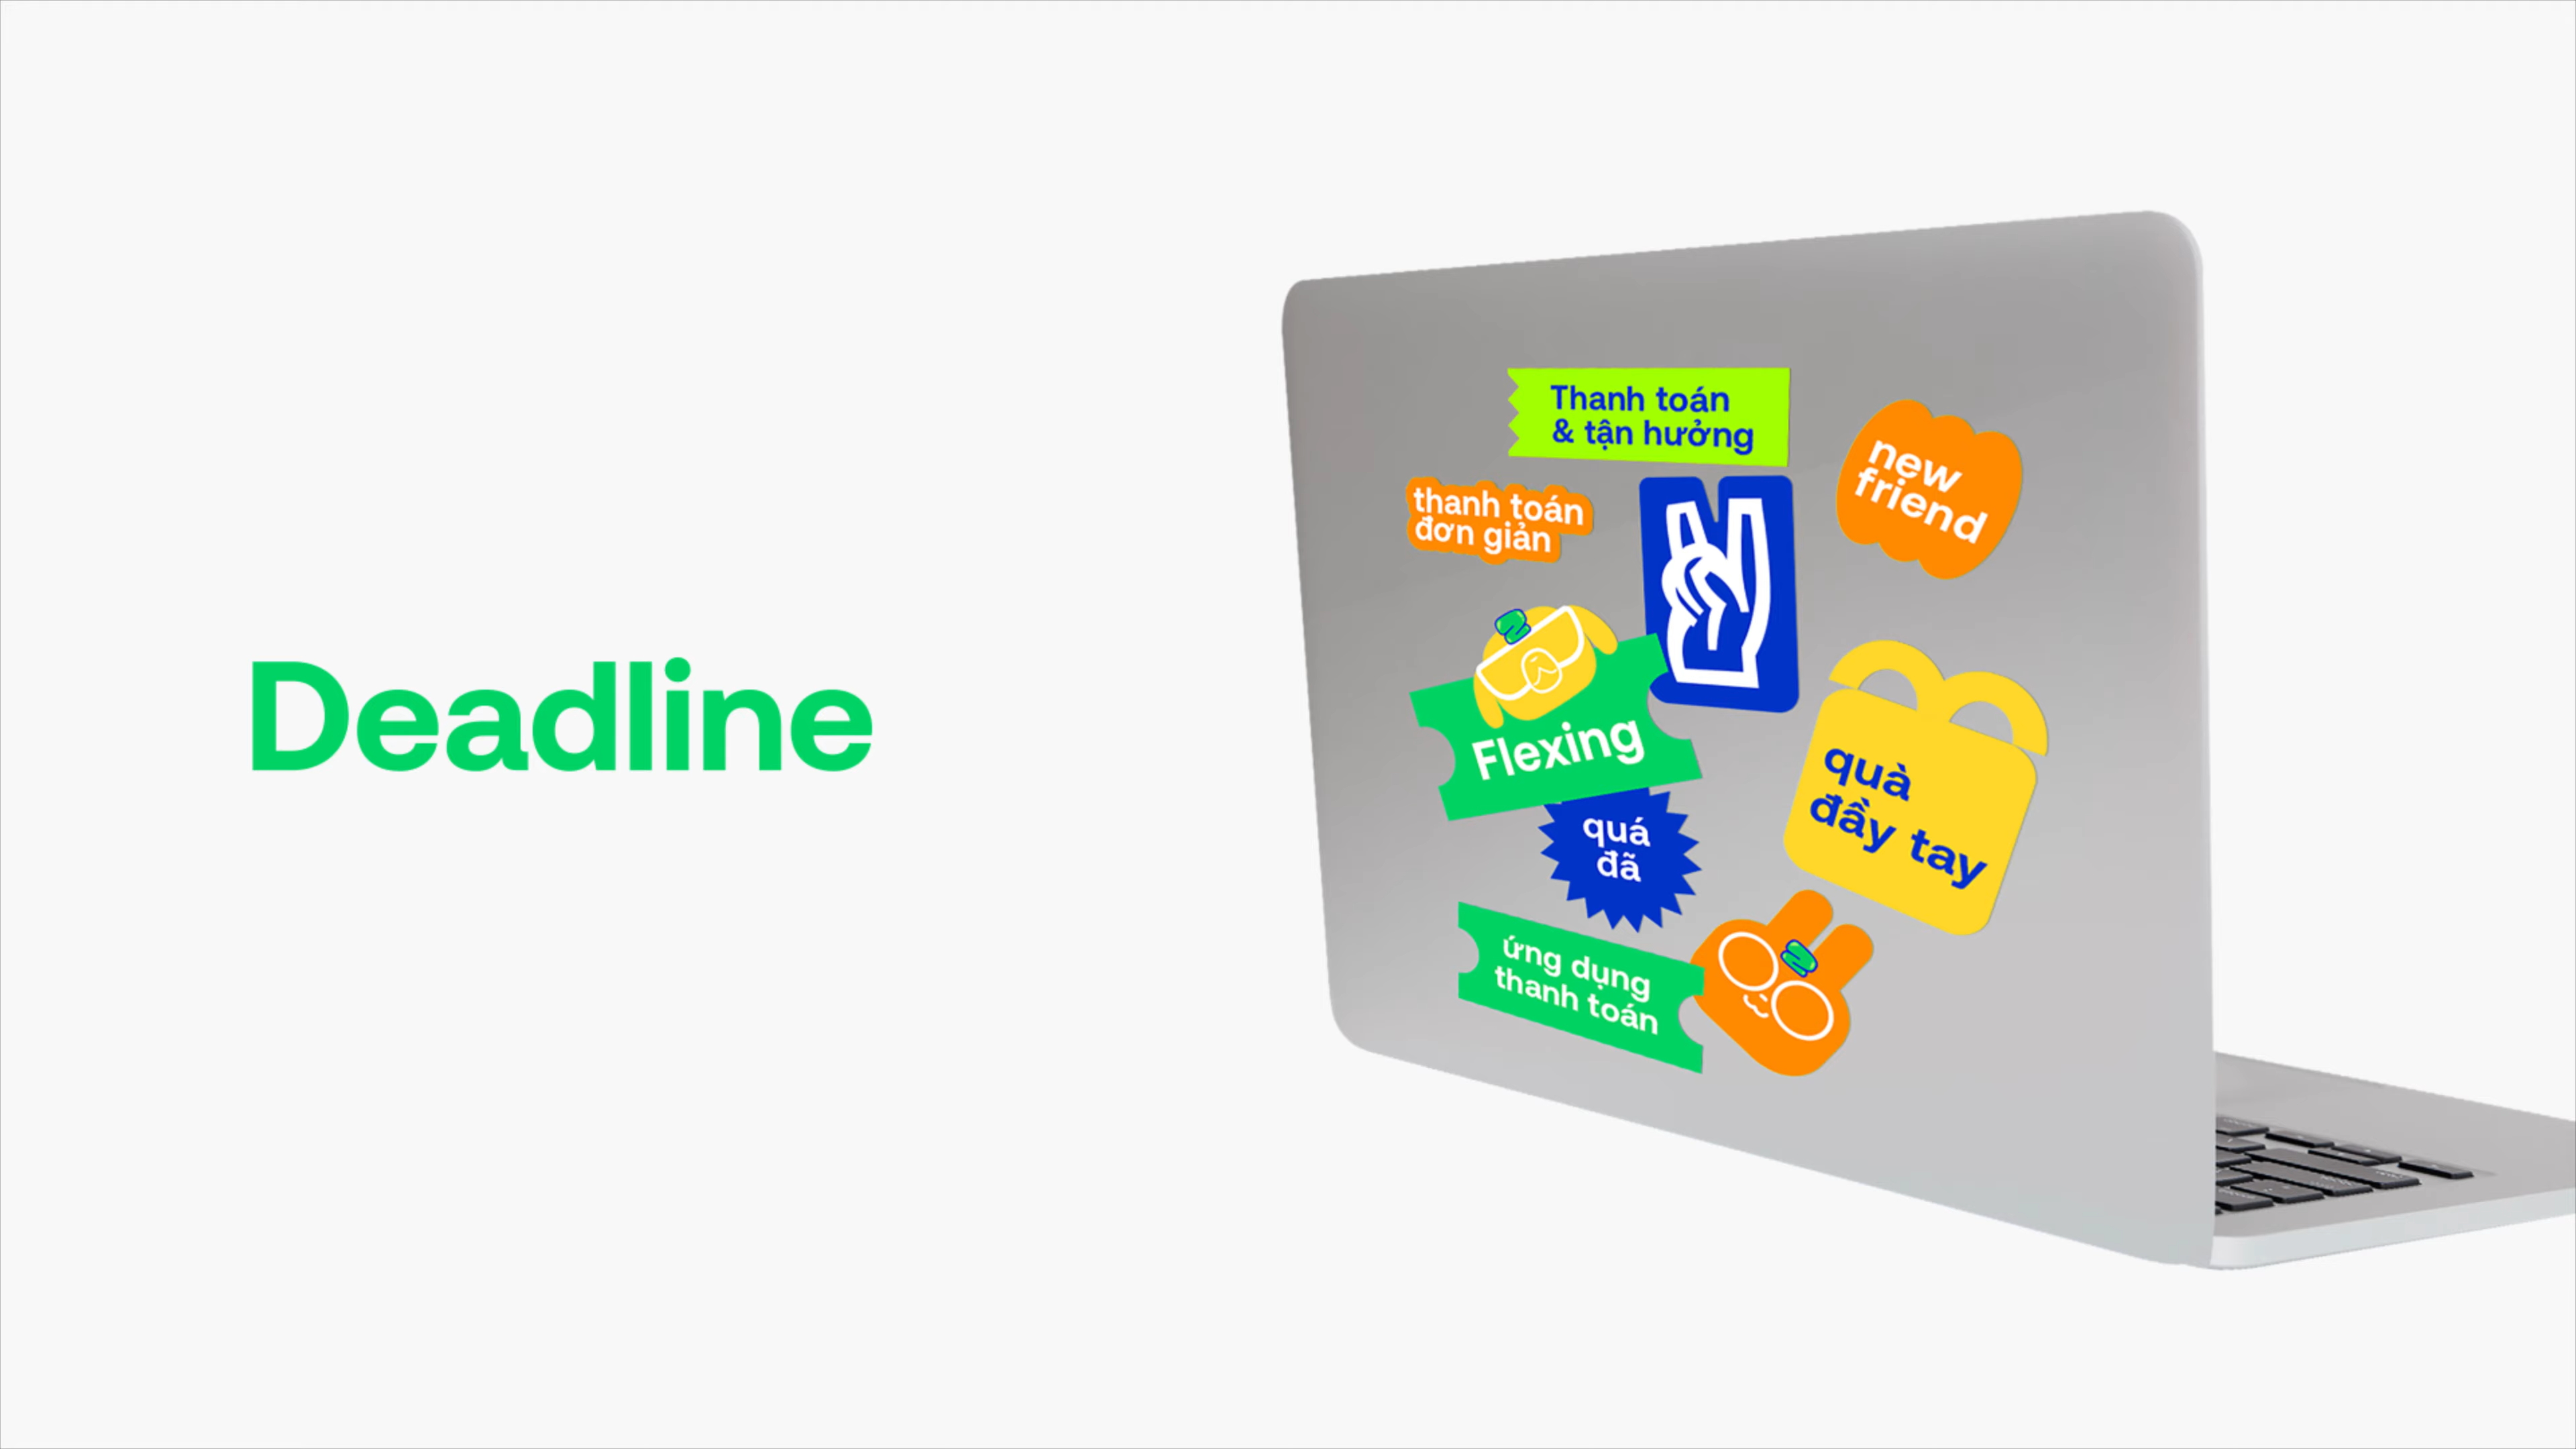 Deadline
Thanh toán
& tận hưởng
new
friend
thanh toán
đơn giản
Flexing
quà
đầy tay
quá
đã
ứng dụng
thanh toán